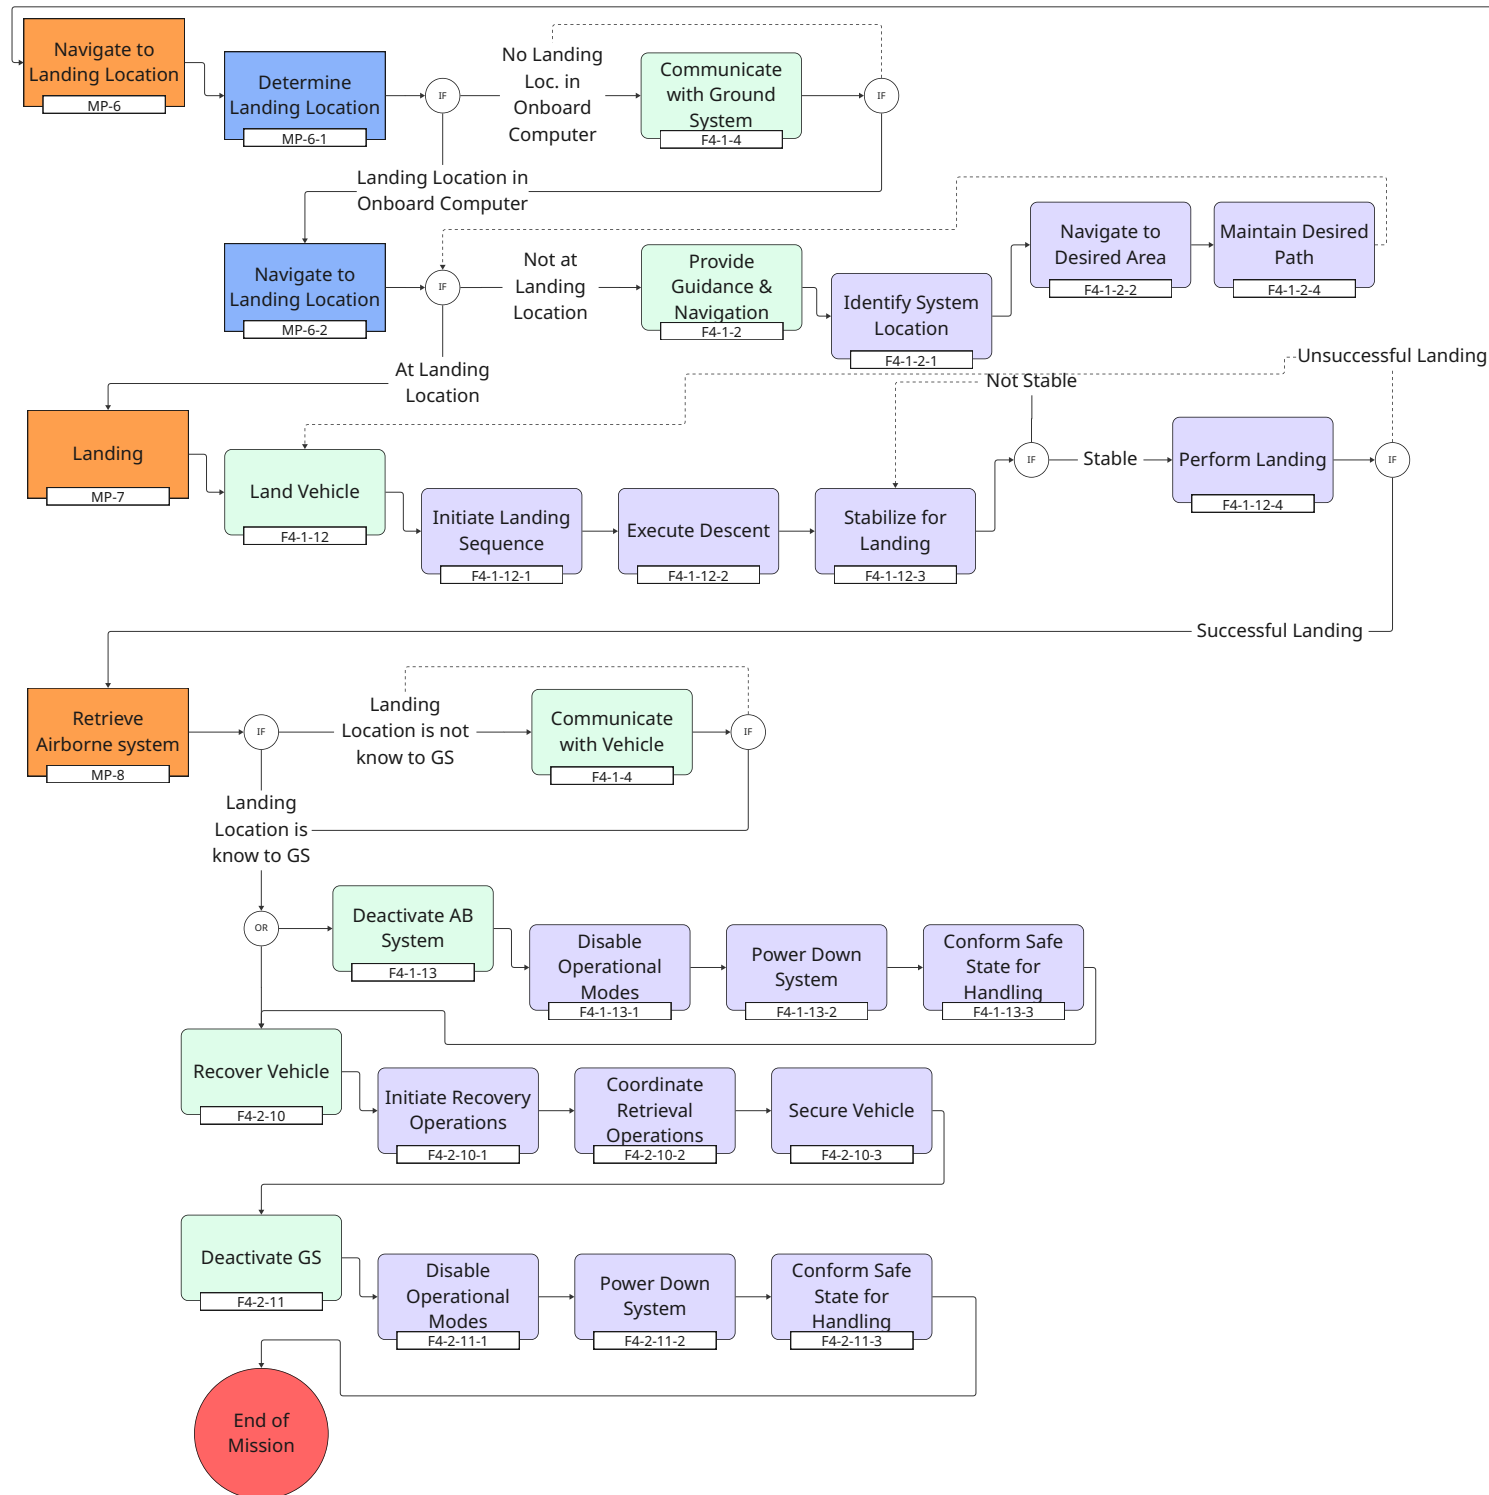 Navigate to
Landing Location
MP-6
Determine
Landing Location
MP-6-1
IF
No Landing
Loc. in
Onboard
Computer
Communicate
with Ground
System
F4-1-4
IF
Landing Location in
Onboard Computer
Navigate to
Landing Location
MP-6-2
IF
Not at
Landing
Location
Provide
Guidance &
Navigation
F4-1-2
Identify System
Location
F4-1-2-1
Navigate to
Desired Area
F4-1-2-2
Maintain Desired
Path
F4-1-2-4
At Landing
Location
Unsuccessful Landing
Not Stable
Landing
MP-7
Land Vehicle
F4-1-12
Initiate Landing
Sequence
F4-1-12-1
Execute Descent
F4-1-12-2
Stabilize for
Landing
F4-1-12-3
IF
Stable
Perform Landing
F4-1-12-4
IF
Successful Landing
Retrieve
Airborne system
MP-8
IF
Landing
Location is not
know to GS
Communicate
with Vehicle
F4-1-4
IF
Landing
Location is
know to GS
OR
Deactivate AB
System
F4-1-13
Disable
Operational
Modes
F4-1-13-1
Power Down
System
F4-1-13-2
Conform Safe
State for
Handling
F4-1-13-3
Recover Vehicle
F4-2-10
Initiate Recovery
Operations
F4-2-10-1
Coordinate
Retrieval
Operations
F4-2-10-2
Secure Vehicle
F4-2-10-3
Deactivate GS
F4-2-11
Disable
Operational
Modes
F4-2-11-1
Power Down
System
F4-2-11-2
Conform Safe
State for
Handling
F4-2-11-3
End of
Mission